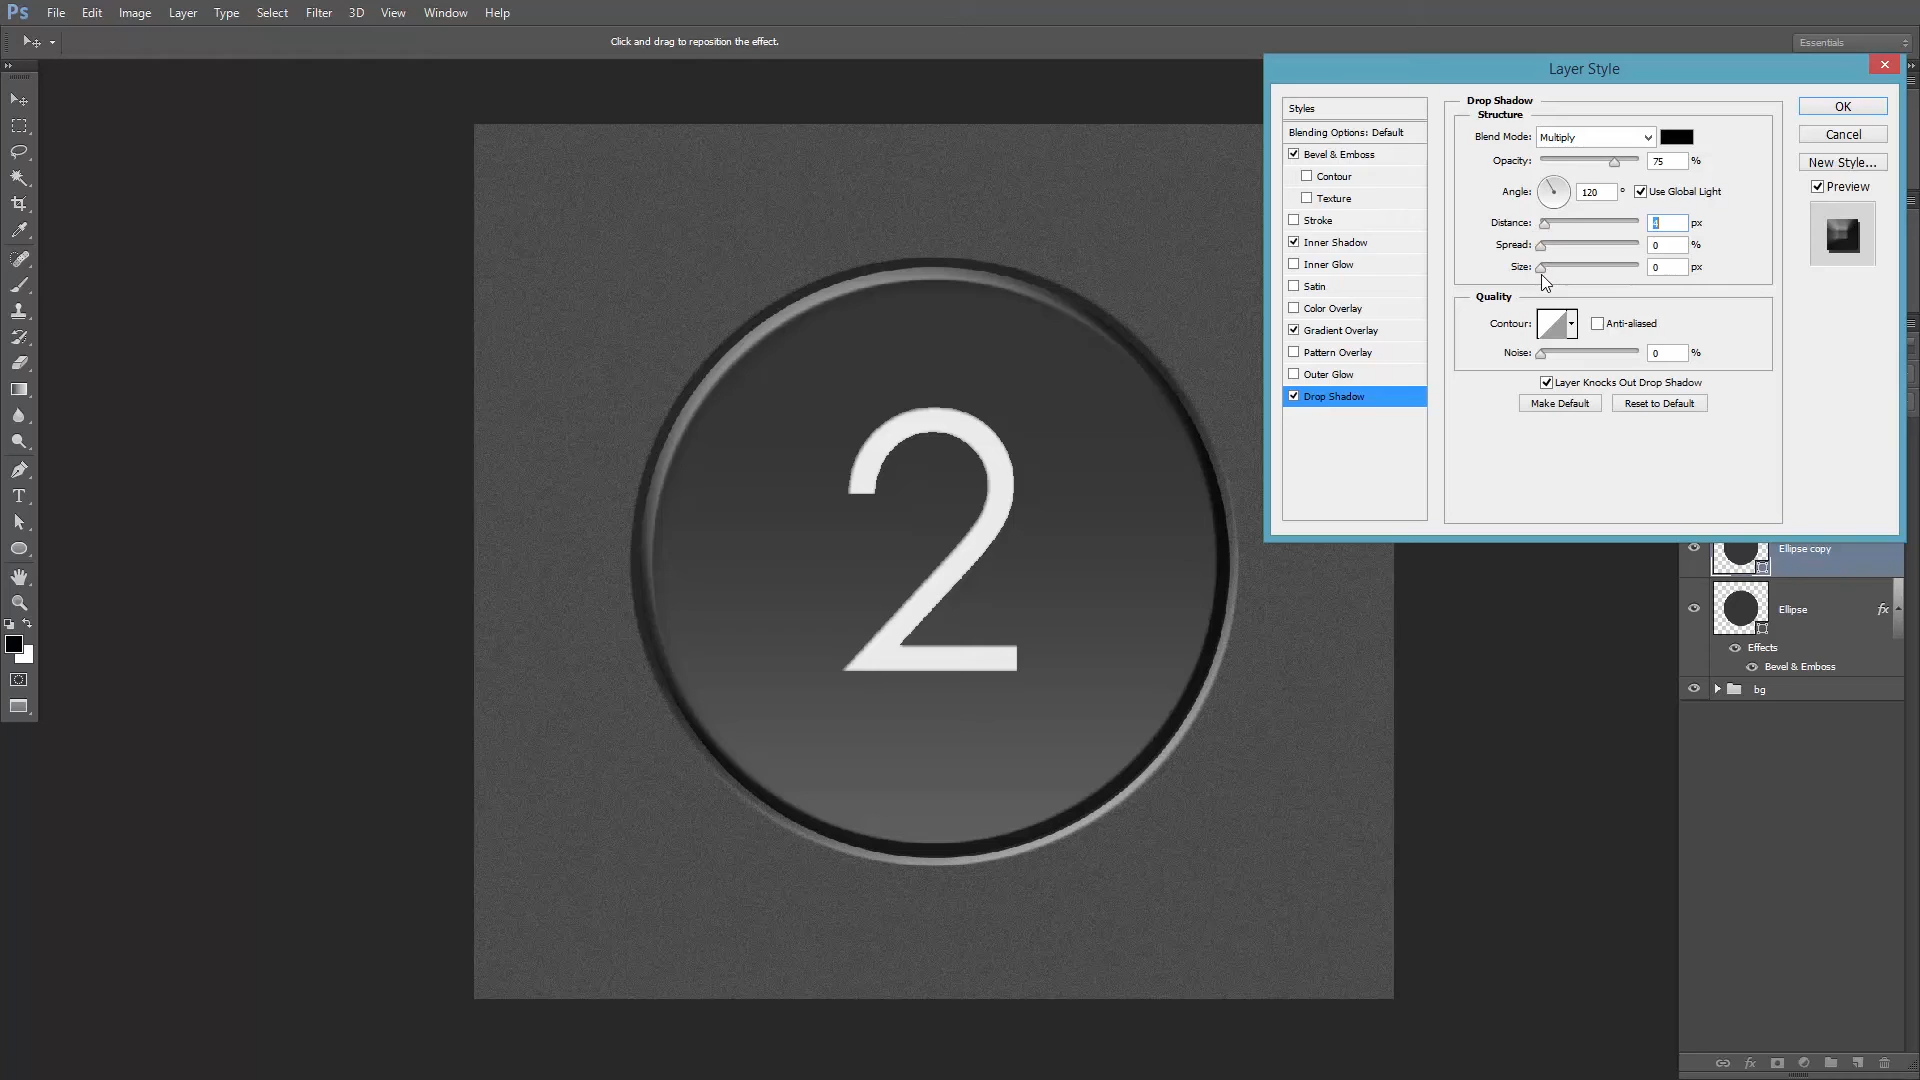 Ps File Edit Image Layer Type Select Filter 3D View Window Help
Click and drag to reposition the effect.
Essentials
Layer Style
Styles
Blending Options: Default
Bevel & Emboss
Contour
Texture
Stroke
Inner Shadow
Inner Glow
Satin
Color Overlay
Gradient Overlay
Pattern Overlay
Outer Glow
Drop Shadow
Drop Shadow
Structure
Blend Mode: Multiply
Opacity: 75 %
Angle: 120 ° Use Global Light
Distance: 4 px
Spread: 0 %
Size: 0 px
Quality
Contour: Anti-aliased
Noise: 0 %
Layer Knocks Out Drop Shadow
Make Default Reset to Default
OK
Cancel
New Style...
Preview
2
T
Ellipse copy
Ellipse fx
Effects
Bevel & Emboss
bg
fx